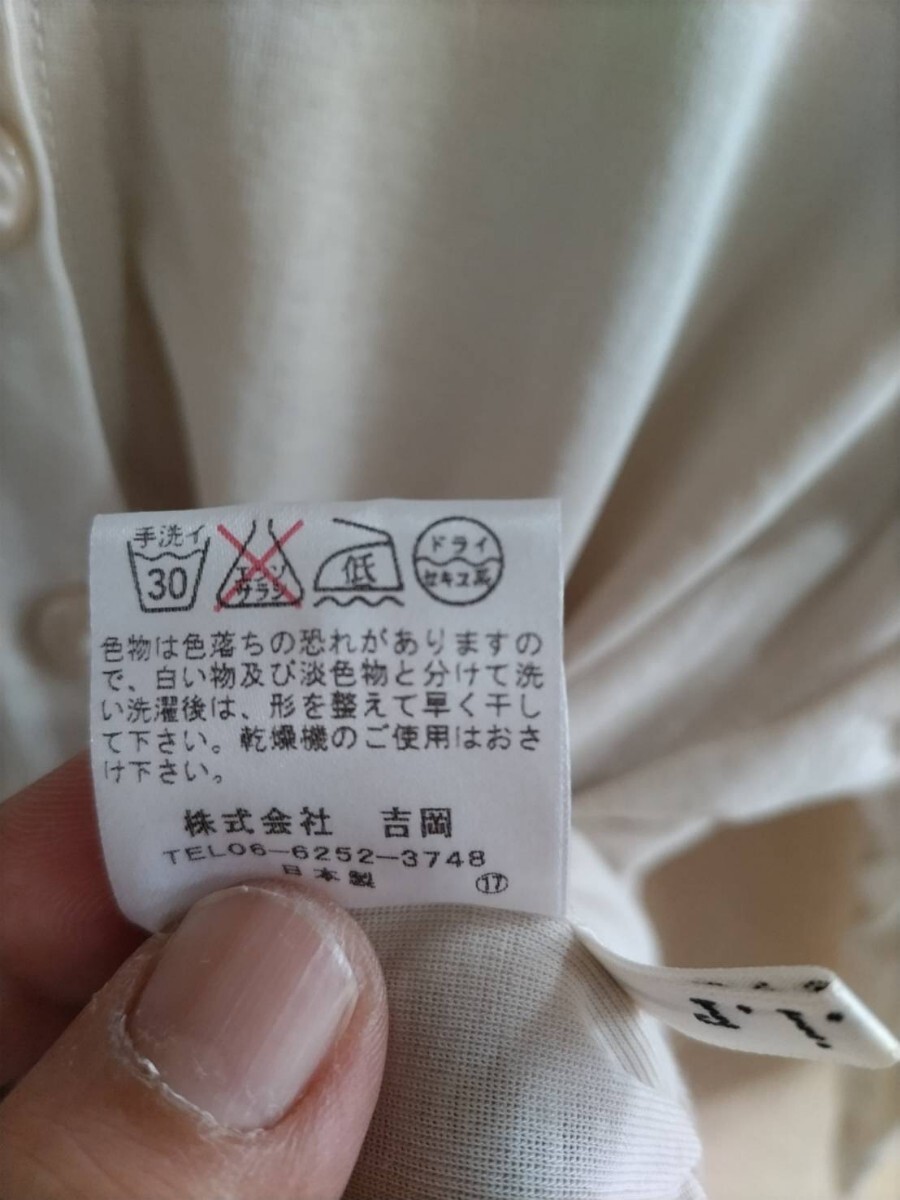 手洗イ
30
エンソ
サラシ
低
ドライ
セキユ系
色物は色落ちの恐れがありますの
で、白い物及び淡色物と分けて洗
い洗濯後は、形を整えて早く干し
て下さい。乾燥機のご使用はおさ
け下さい。
株式会社 吉岡
TEL06-6252-3748
日本製 ⑰